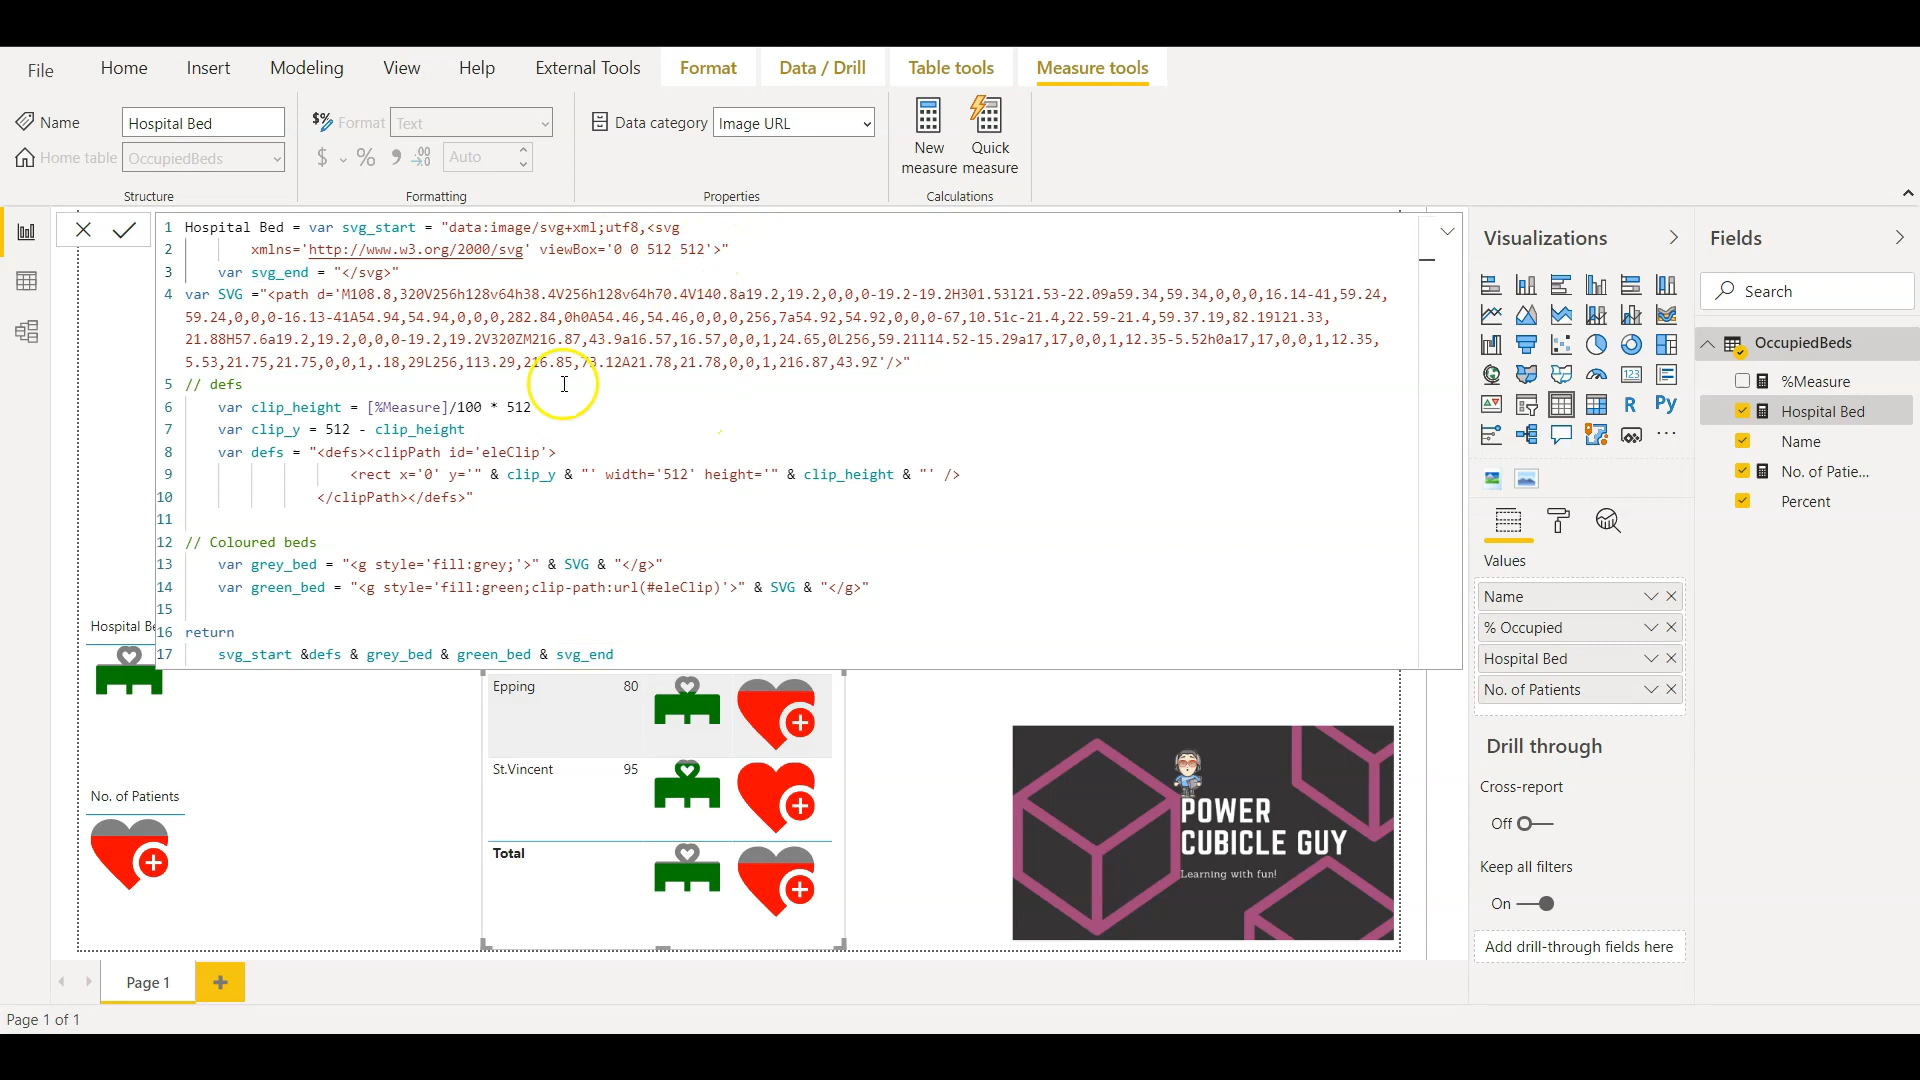 File Home Insert Modeling View Help External Tools Format Data / Drill Table tools Measure tools
Name Hospital Bed
Home table OccupiedBeds
Structure
Format Text
$ % Auto
Formatting
Data category Image URL
Properties
New measure
Quick measure
Calculations
1 Hospital Bed = var svg_start = "data:image/svg+xml;utf8,<svg
2 xmlns='http://www.w3.org/2000/svg' viewBox='0 0 512 512'>"
3 var svg_end = "</svg>"
4 var SVG ="<path d='M108.8,320V256h128v64h38.4V256h128v64h70.4V140.8a19.2,19.2,0,0,0-19.2-19.2H301.53l21.53-22.09a59.34,59.34,0,0,0,16.14-41,59.24,
59.24,0,0,0-16.13-41A54.94,54.94,0,0,0,282.84,0h0A54.46,54.46,0,0,0,256,7a54.92,54.92,0,0,0-67,10.51c-21.4,22.59-21.4,59.37.19,82.19l21.33,
21.88H57.6a19.2,19.2,0,0,0-19.2,19.2V320ZM216.87,43.9a16.57,16.57,0,0,1,24.65,0L256,59.21l14.52-15.29a17,17,0,0,1,12.35-5.52h0a17,17,0,0,1,12.35,
5.53,21.75,21.75,0,0,1,.18,29L256,113.29,216.85,73.12A21.78,21.78,0,0,1,216.87,43.9Z'/>"
5 // defs
6 var clip_height = [%Measure]/100 * 512
7 var clip_y = 512 - clip_height
8 var defs = "<defs><clipPath id='eleClip'>
9 <rect x='0' y='" & clip_y & "' width='512' height='" & clip_height & "' />
10 </clipPath></defs>"
11
12 // Coloured beds
13 var grey_bed = "<g style='fill:grey;'>" & SVG & "</g>"
14 var green_bed = "<g style='fill:green;clip-path:url(#eleClip)'>" & SVG & "</g>"
15
16 return
17 svg_start &defs & grey_bed & green_bed & svg_end
Hospital Be
No. of Patients
Epping 80
St.Vincent 95
Total
POWER
CUBICLE GUY
Learning with fun!
Visualizations
R Py
Values
Name
% Occupied
Hospital Bed
No. of Patients
Drill through
Cross-report
Off
Keep all filters
On
Add drill-through fields here
Fields
Search
OccupiedBeds
%Measure
Hospital Bed
Name
No. of Patie...
Percent
Page 1
Page 1 of 1